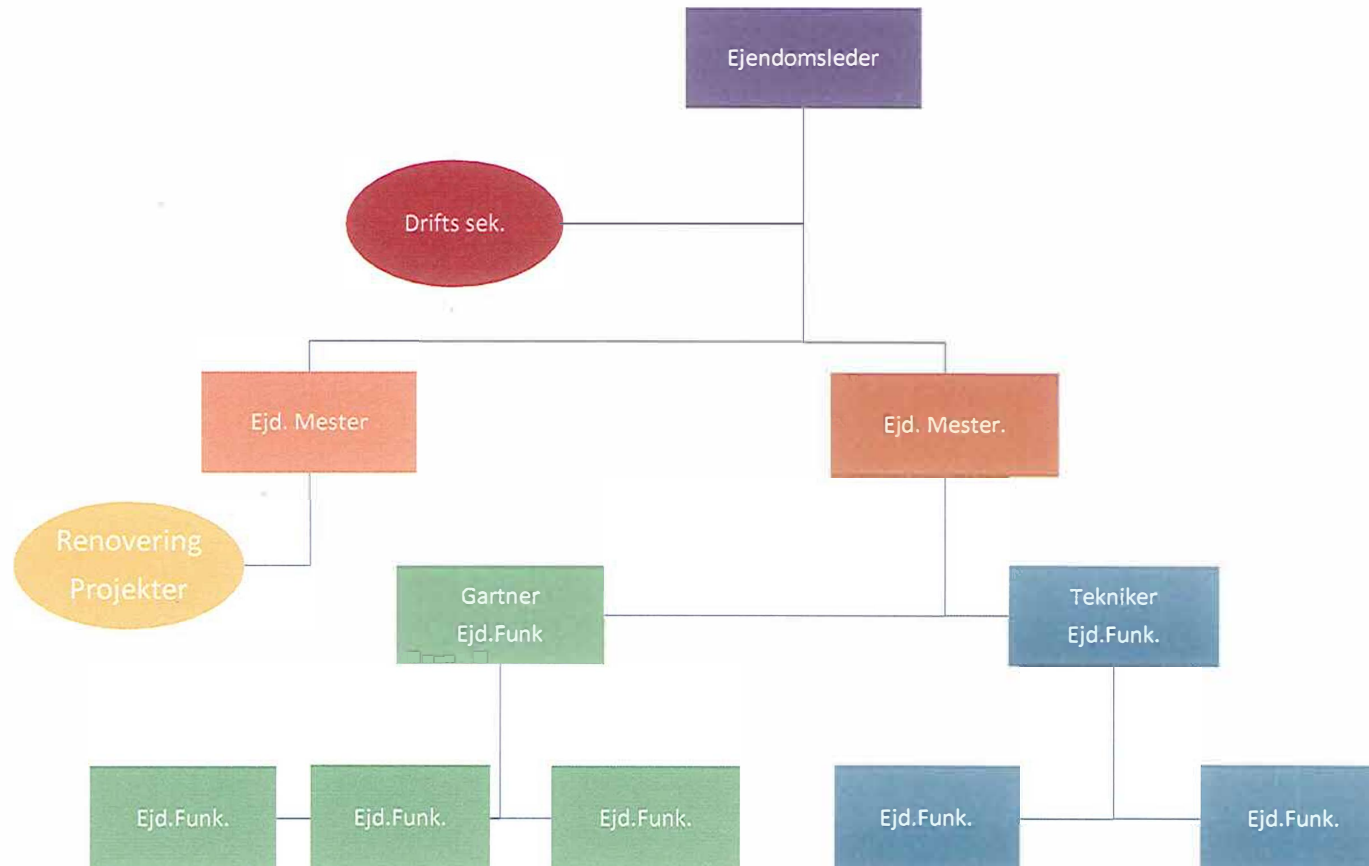 Ejendomsleder
Drifts sek.
Ejd. Mester
Ejd. Mester.
Renovering
Projekter
Gartner
Ejd.Funk
Tekniker
Ejd.Funk.
Ejd.Funk.
Ejd.Funk.
Ejd.Funk.
Ejd.Funk.
Ejd.Funk.